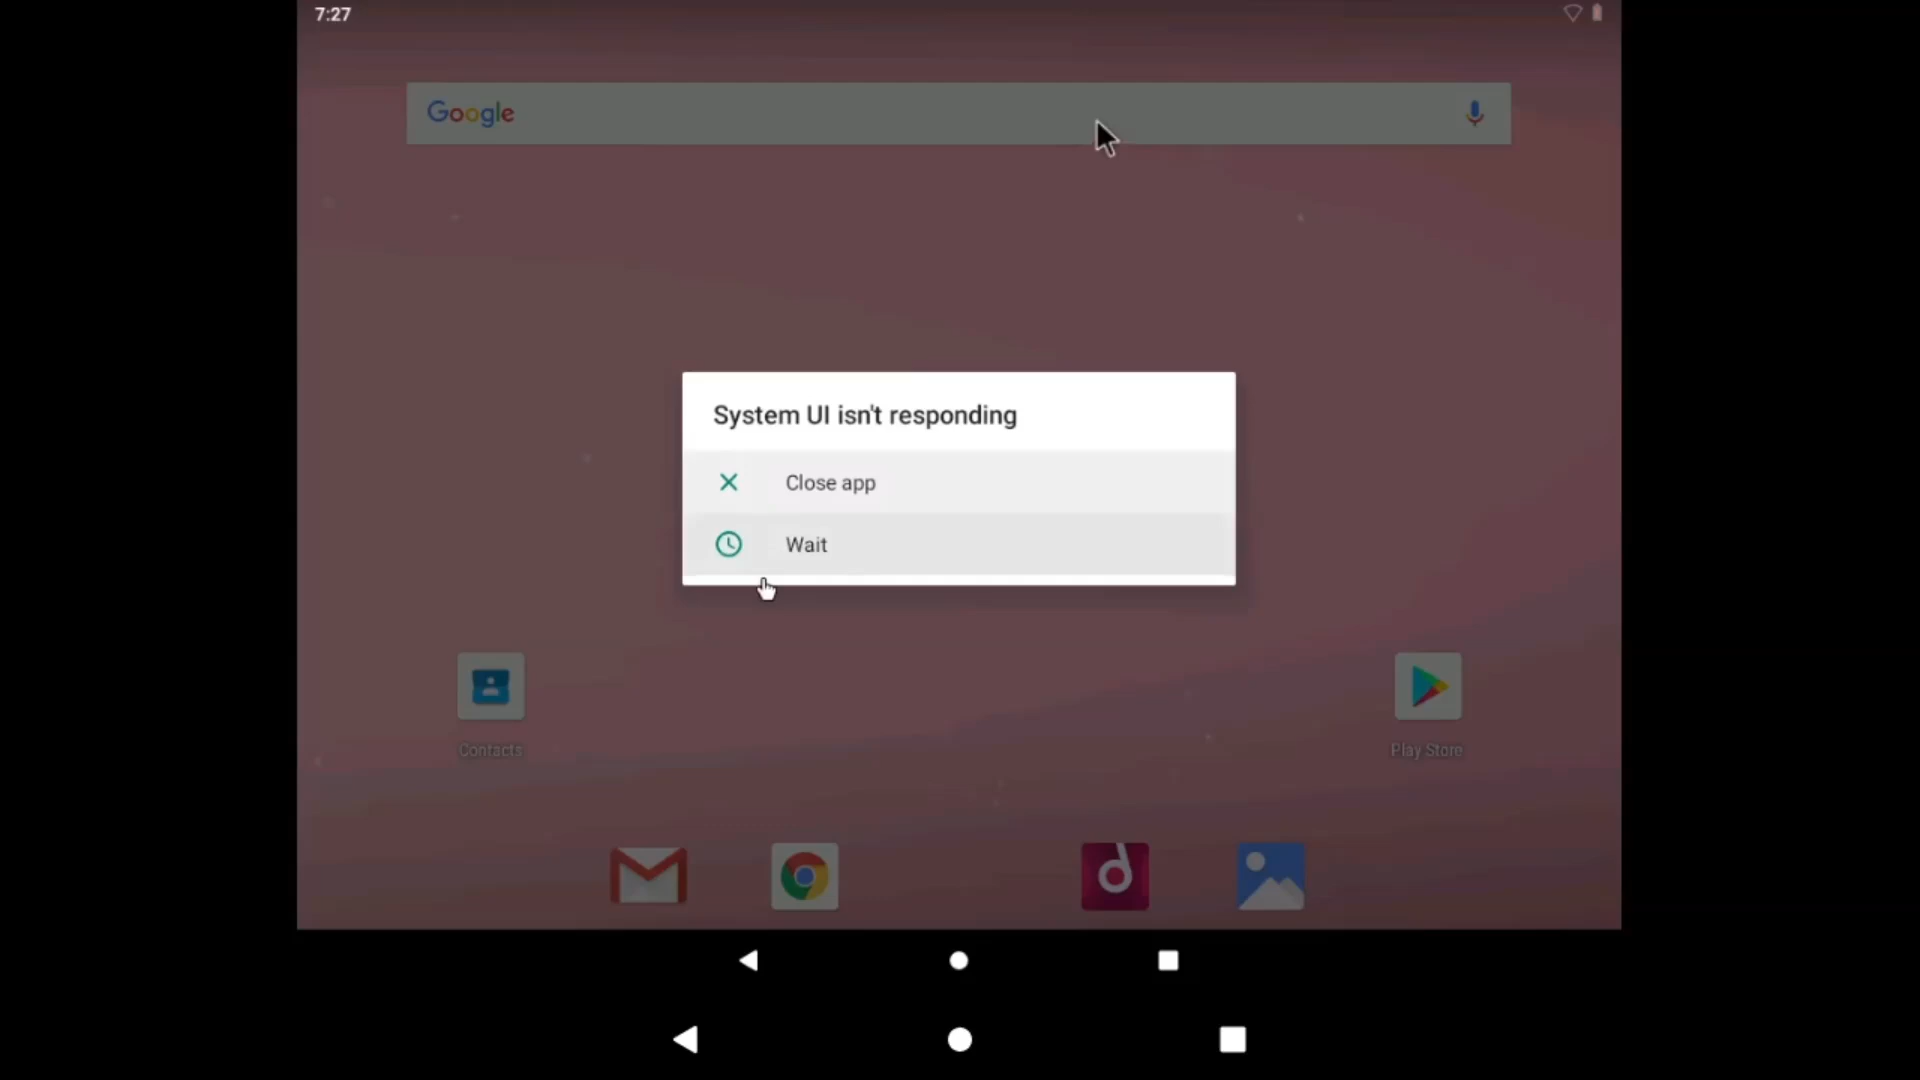 7:27
Google
System UI isn't responding
Close app
Wait
Contacts
Play Store